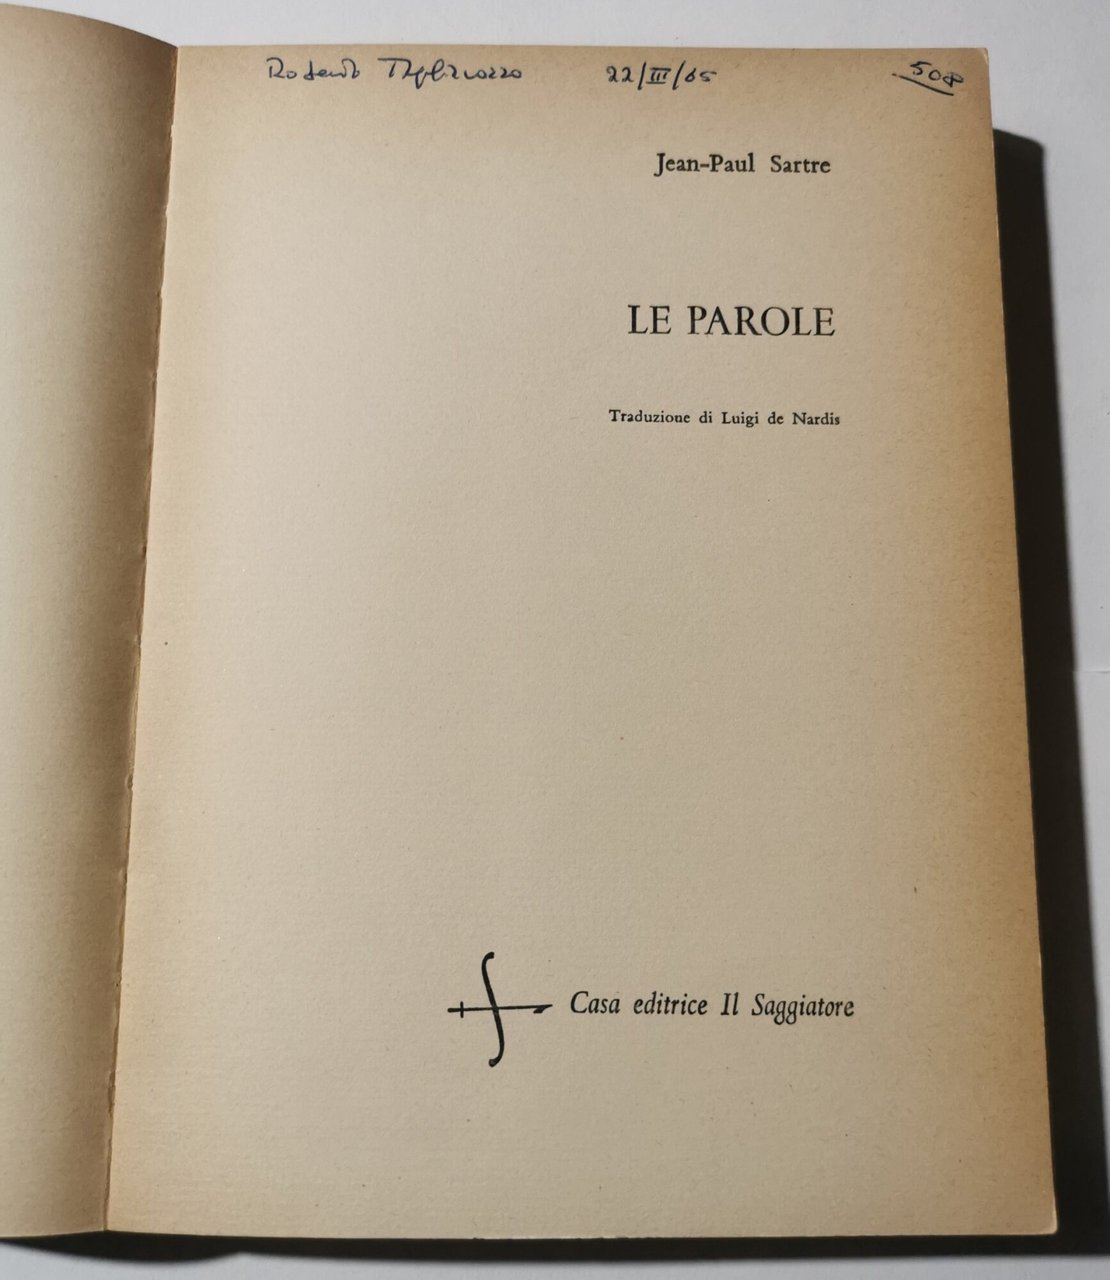 22/III/65 508
Jean-Paul Sartre
LE PAROLE
Traduzione di Luigi de Nardis
Casa editrice Il Saggiatore